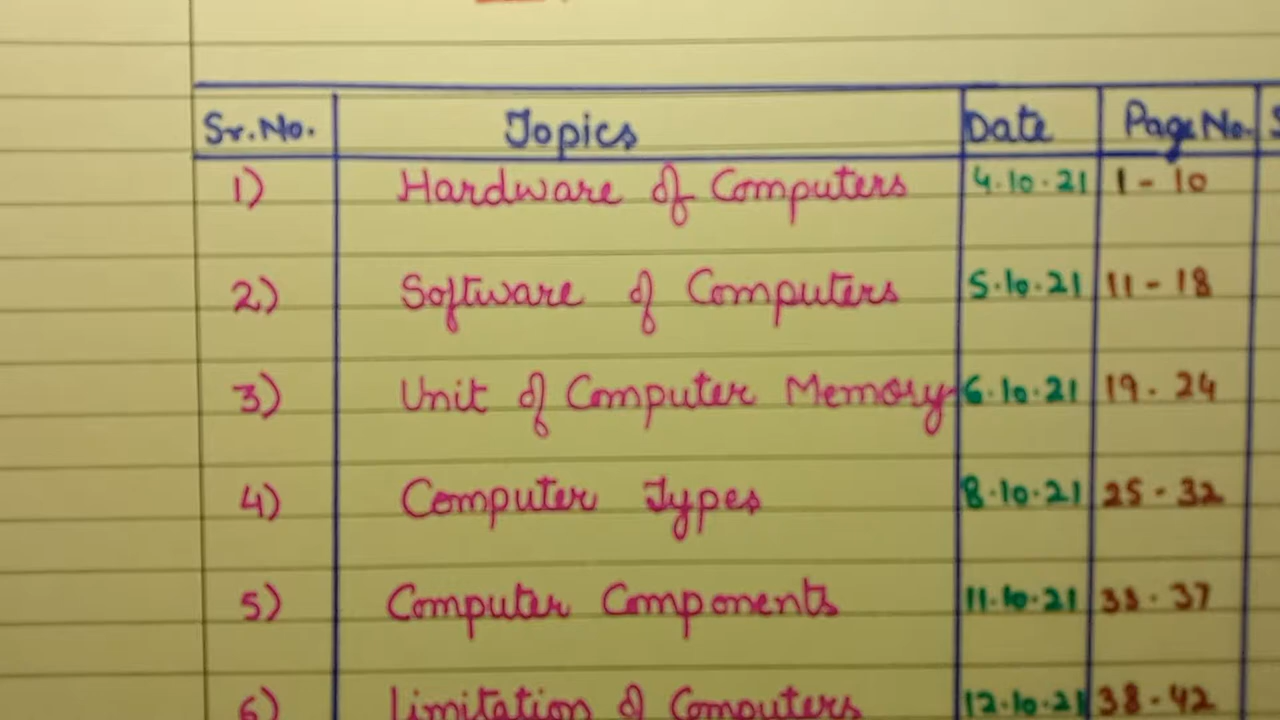 Sr.No. Topics Date Page No. S
1) Hardware of Computers 4.10.21 1 - 10
2) Software of Computers 5.10.21 11 - 18
3) Unit of Computer Memory 6.10.21 19 - 24
4) Computer Types 8.10.21 25 - 32
5) Computer Components 11.10.21 33 - 37
6) Limitation of Computers 12.10.21 38 - 42